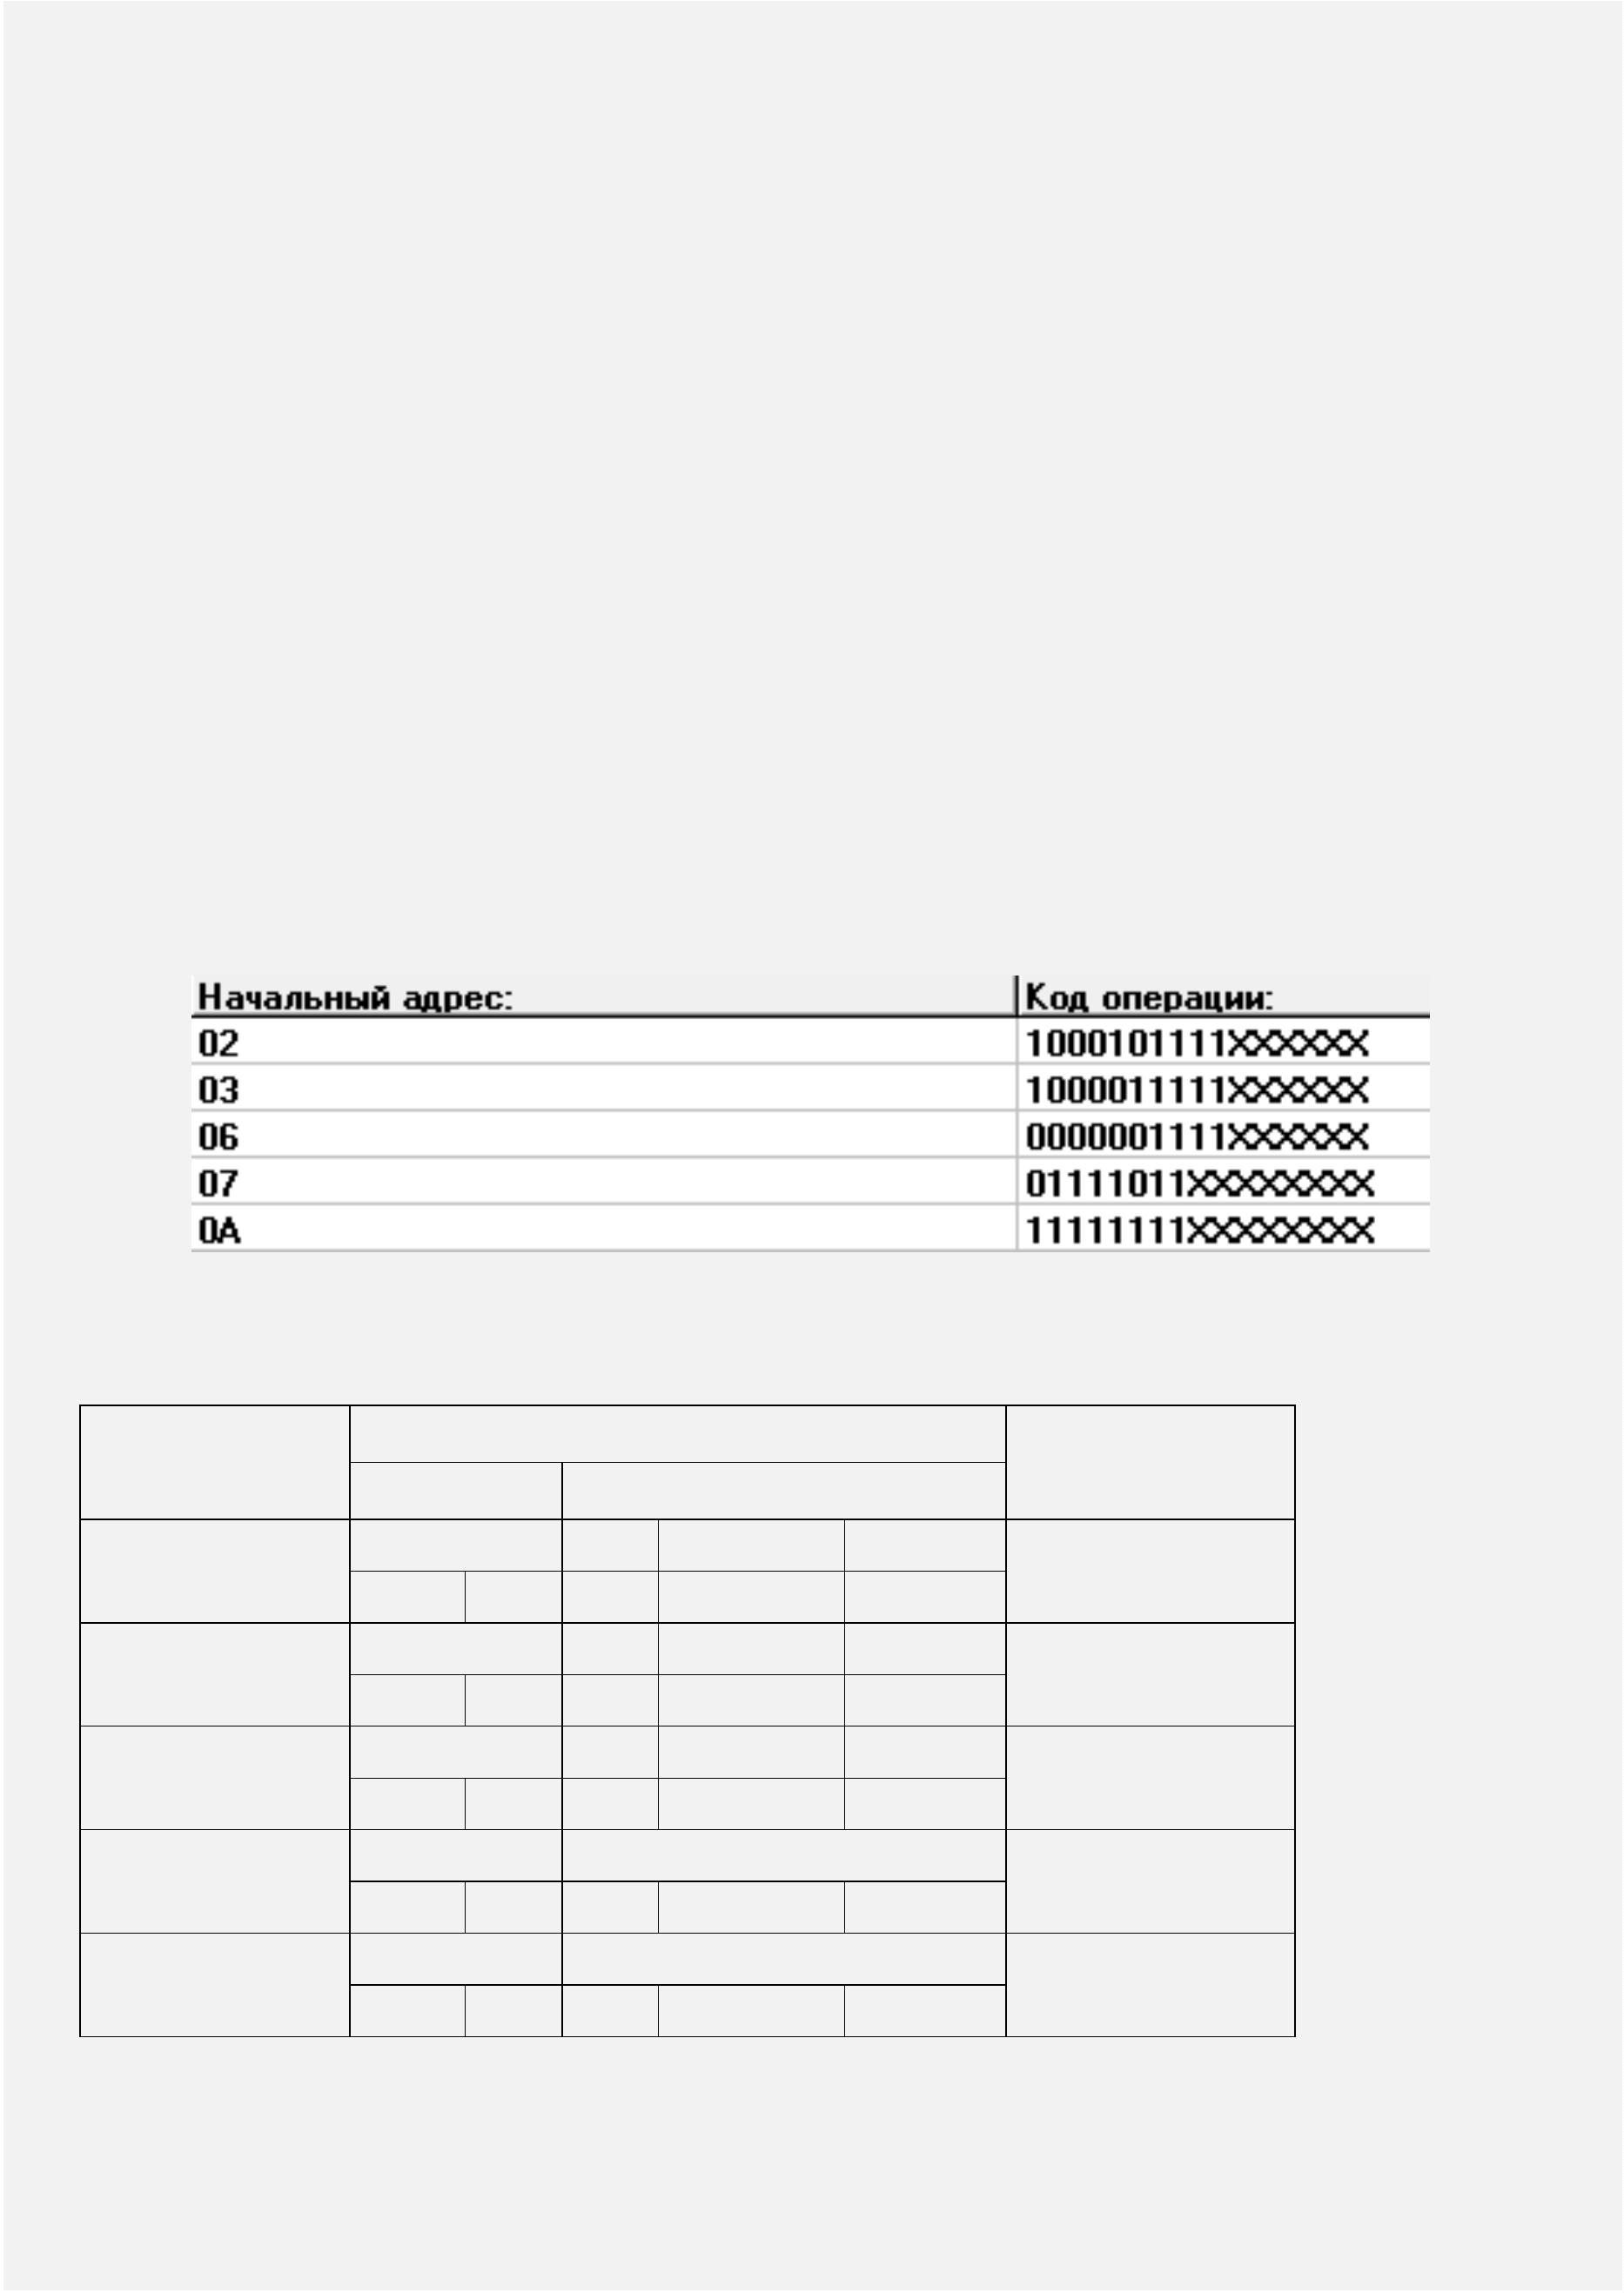 Начальный адрес: Код операции:
02 1000101111XXXXXX
03 1000011111XXXXXX
06 0000001111XXXXXX
07 01111011XXXXXXXX
0A 11111111XXXXXXXX